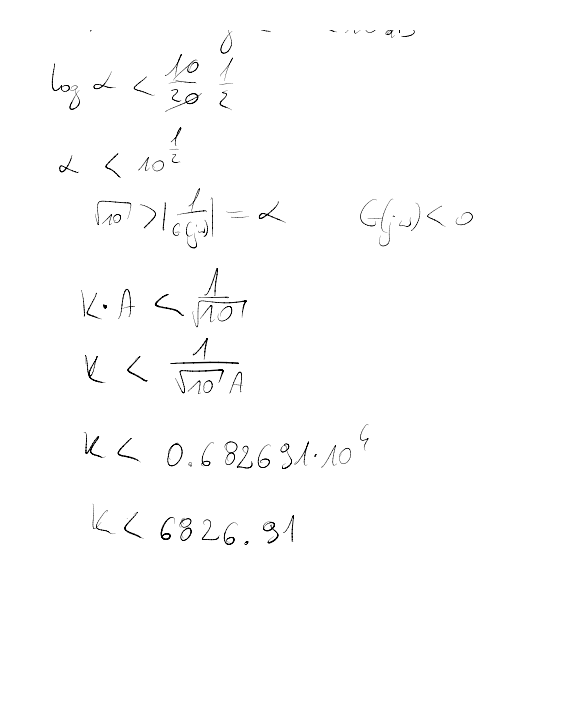 log α < 10/20 1/2
α < 10^(1/2)
√10 > |1/G(jω)| = α G(jω) < 0
K · A < 1/√10
K < 1/(√10 A)
K < 0.682691·10^4
K < 6826.91